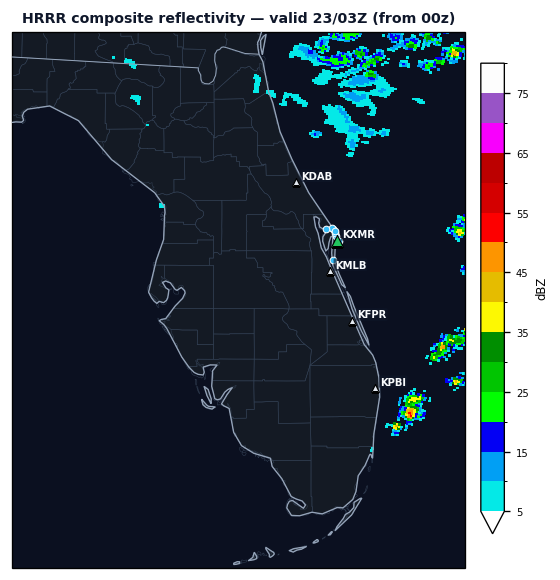 HRRR composite reflectivity — valid 23/03Z (from 00z)
KDAB
KXMR
KMLB
KFPR
KPBI
75
65
55
45
35
25
15
5
dBZ